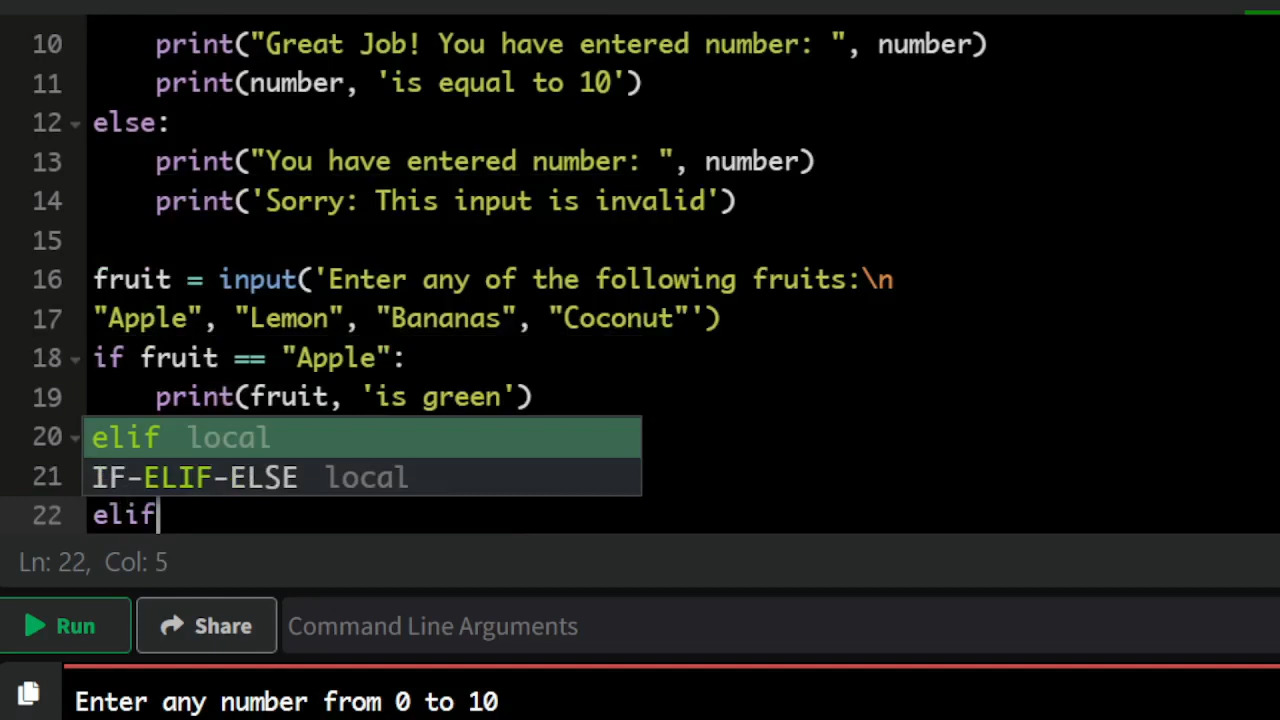 10 print("Great Job! You have entered number: ", number)
11 print(number, 'is equal to 10')
12 else:
13 print("You have entered number: ", number)
14 print('Sorry: This input is invalid')
15
16 fruit = input('Enter any of the following fruits:\n
17 "Apple", "Lemon", "Bananas", "Coconut"')
18 if fruit == "Apple":
19 print(fruit, 'is green')
20 elif local
21 IF-ELIF-ELSE local
22 elif
Ln: 22, Col: 5
Run Share Command Line Arguments
Enter any number from 0 to 10